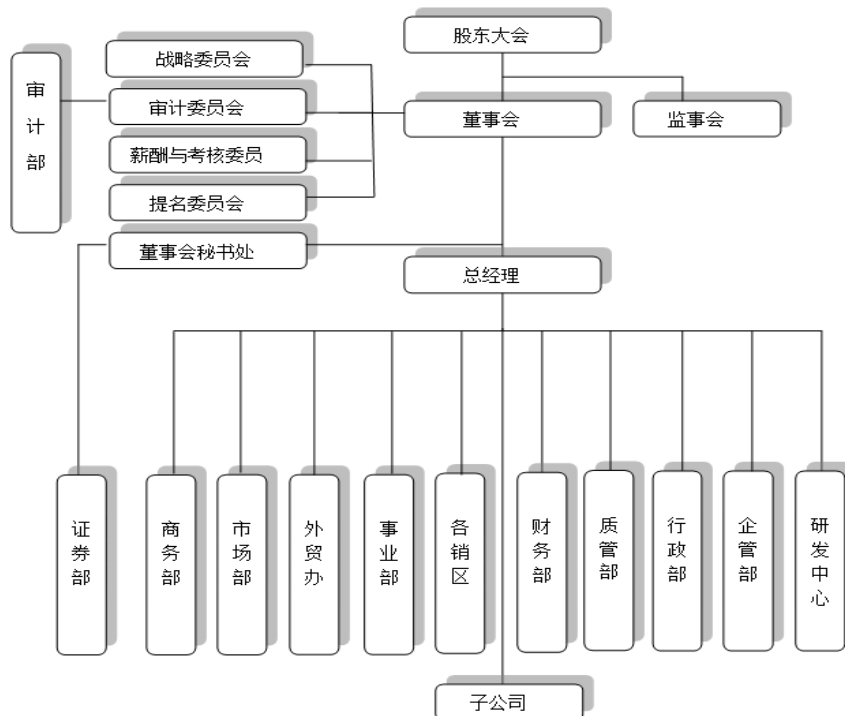 股东大会
战略委员会
审计部
审计委员会
董事会
监事会
薪酬与考核委员
提名委员会
董事会秘书处
总经理
证券部
商务部
市场部
外贸办
事业部
各销区
财务部
质管部
行政部
企管部
研发中心
子公司